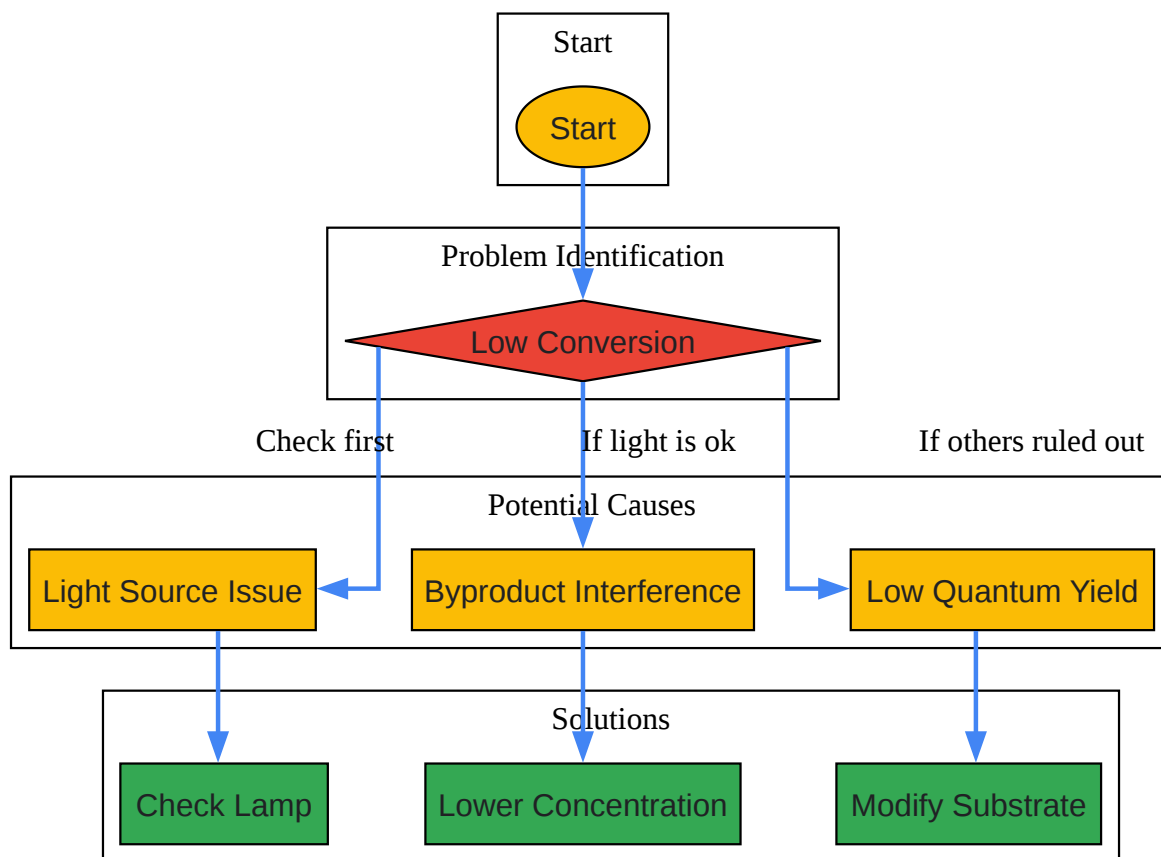 Start
Start
Problem Identification
Low Conversion
Check first
If light is ok
If others ruled out
Potential Causes
Light Source Issue
Byproduct Interference
Low Quantum Yield
Solutions
Check Lamp
Lower Concentration
Modify Substrate